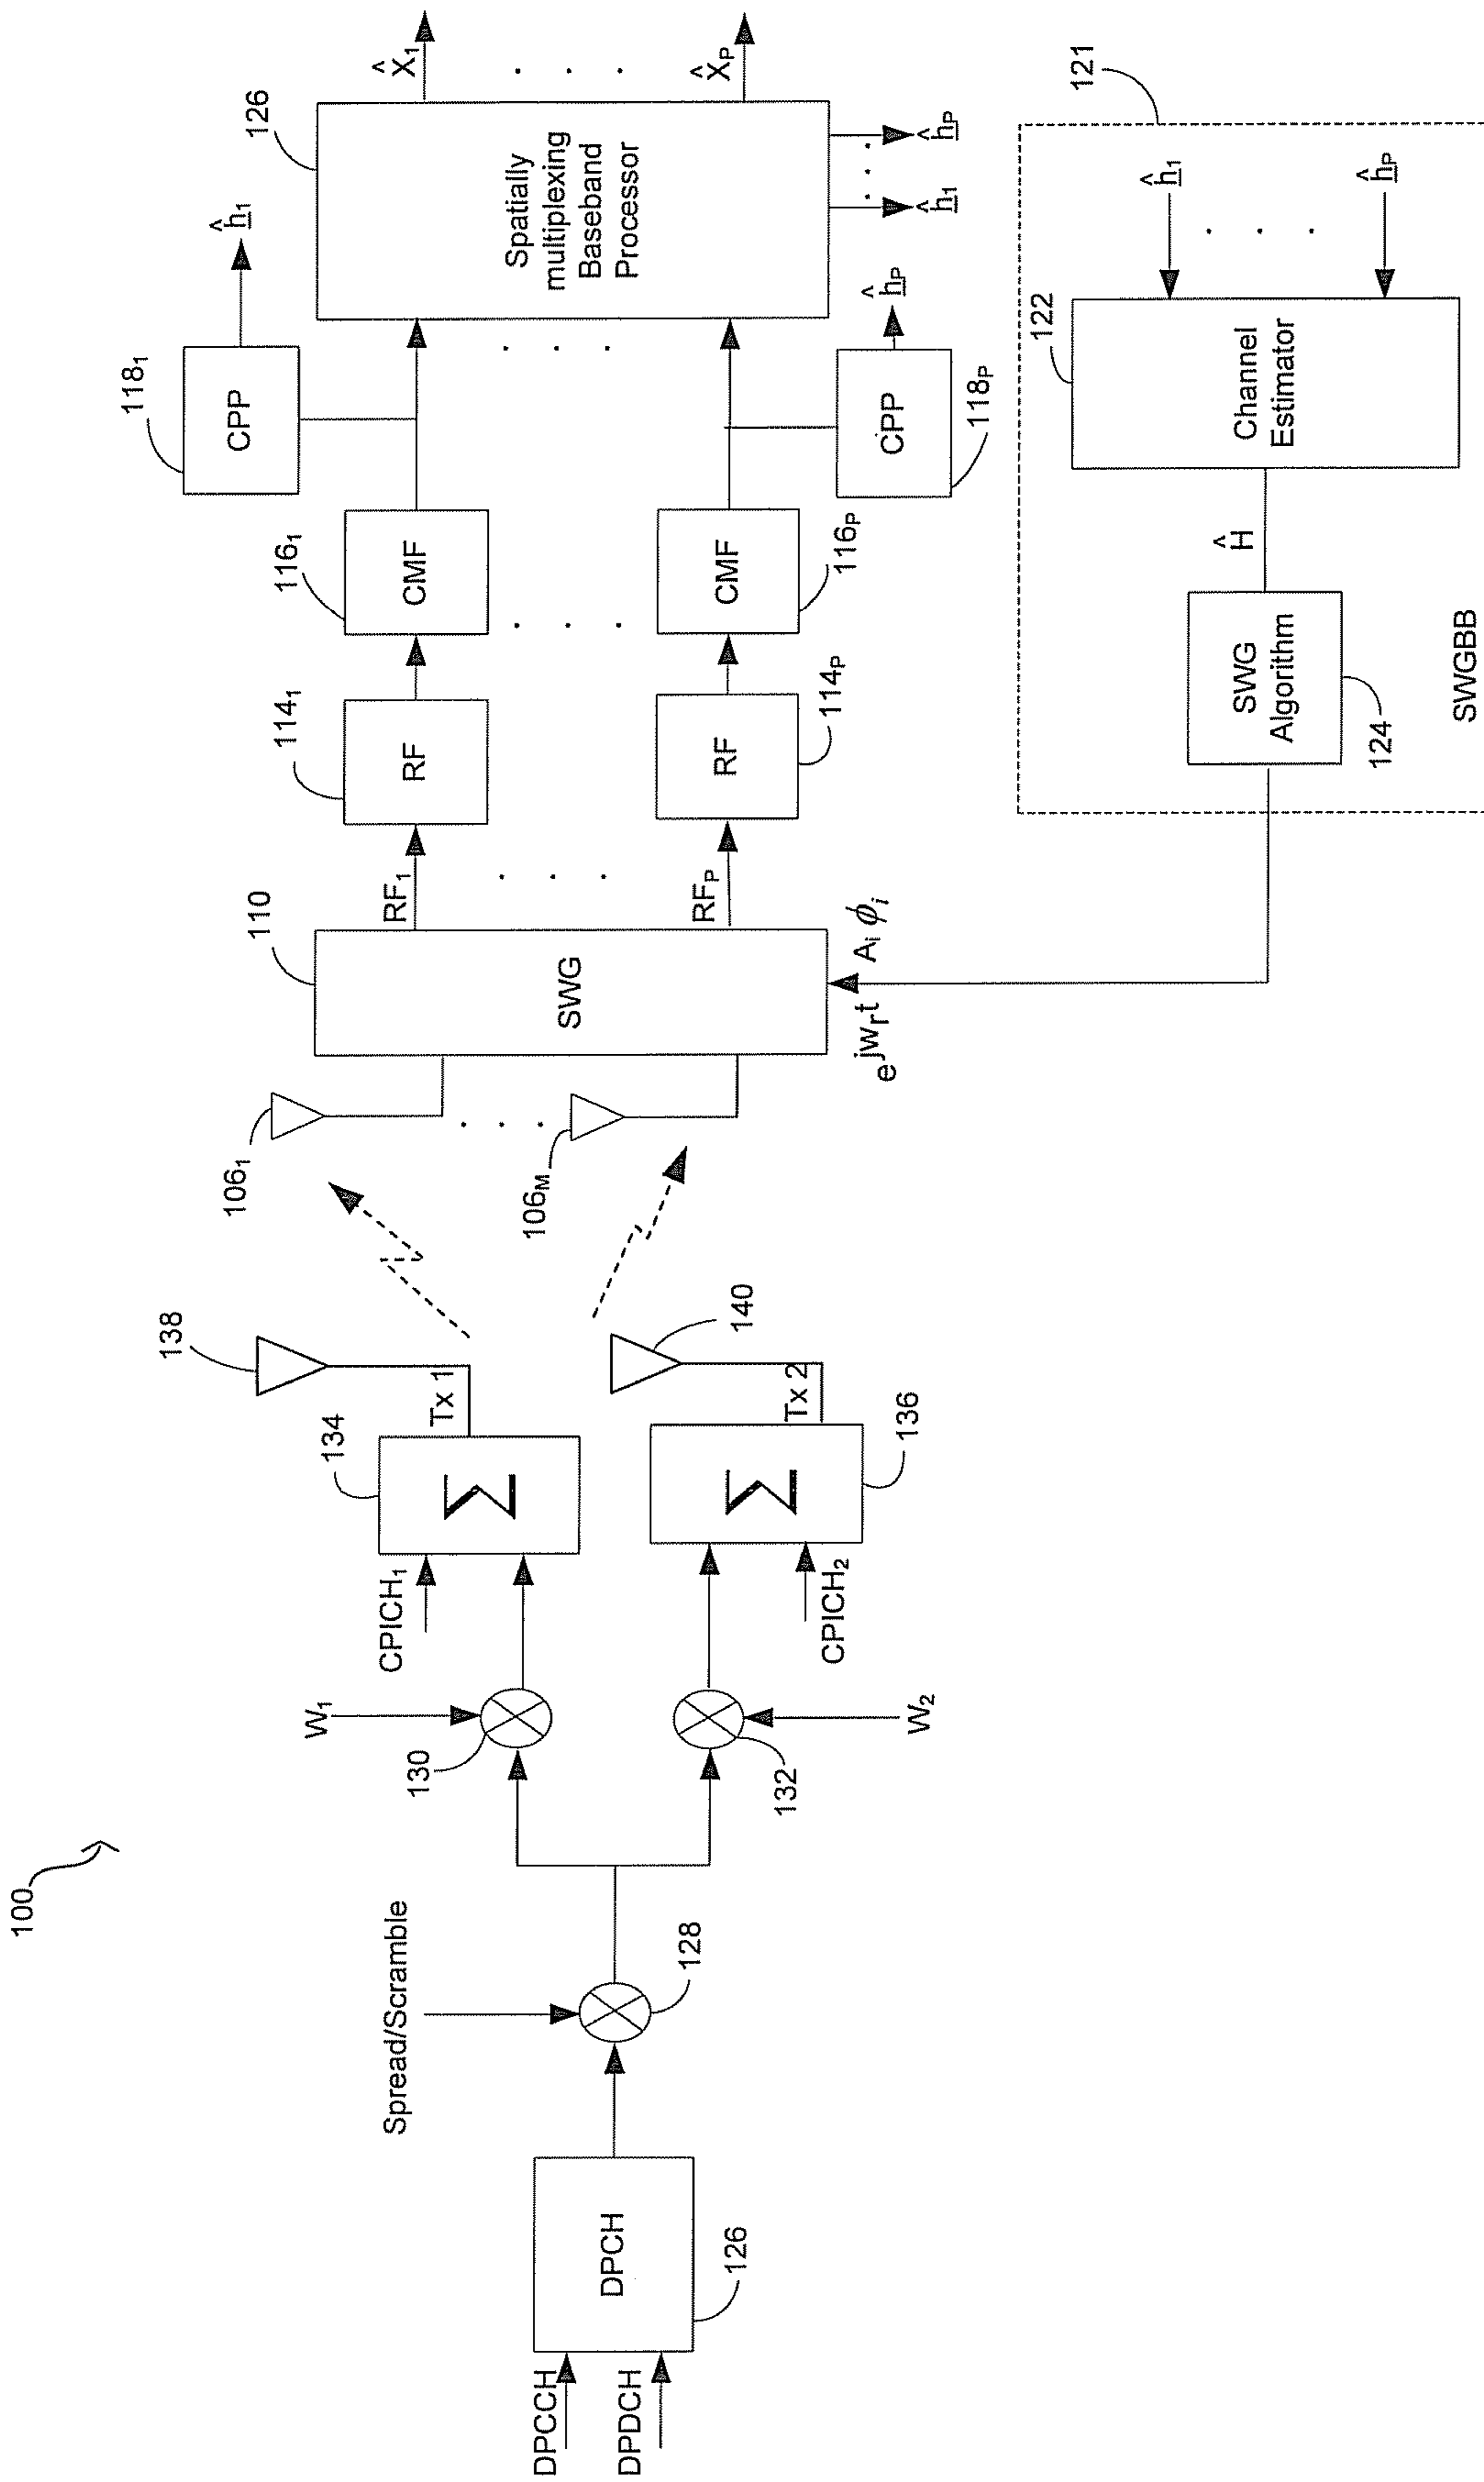 100
DPCCH
DPDCH
DPCH
126
Spread/Scramble
128
W₁
130
W₂
132
CPICH₁
134
Σ
Tx 1
138
CPICH₂
136
Σ
Tx 2
140
106₁
. . .
106M
110
SWG
e^jwᵣt Aᵢ ϕᵢ
RF₁
. . .
RFP
114₁
RF
114P
RF
116₁
CMF
. . .
116P
CMF
118₁
CPP
ĥ₁
118P
CPP
ĥP
. . .
126
Spatially
multiplexing
Baseband
Processor
X̂₁
. . .
X̂P
ĥ₁ . . . ĥP
121
122
Channel
Estimator
ĥ₁
. . .
ĥP
Ĥ
SWG
Algorithm
124
SWGBB